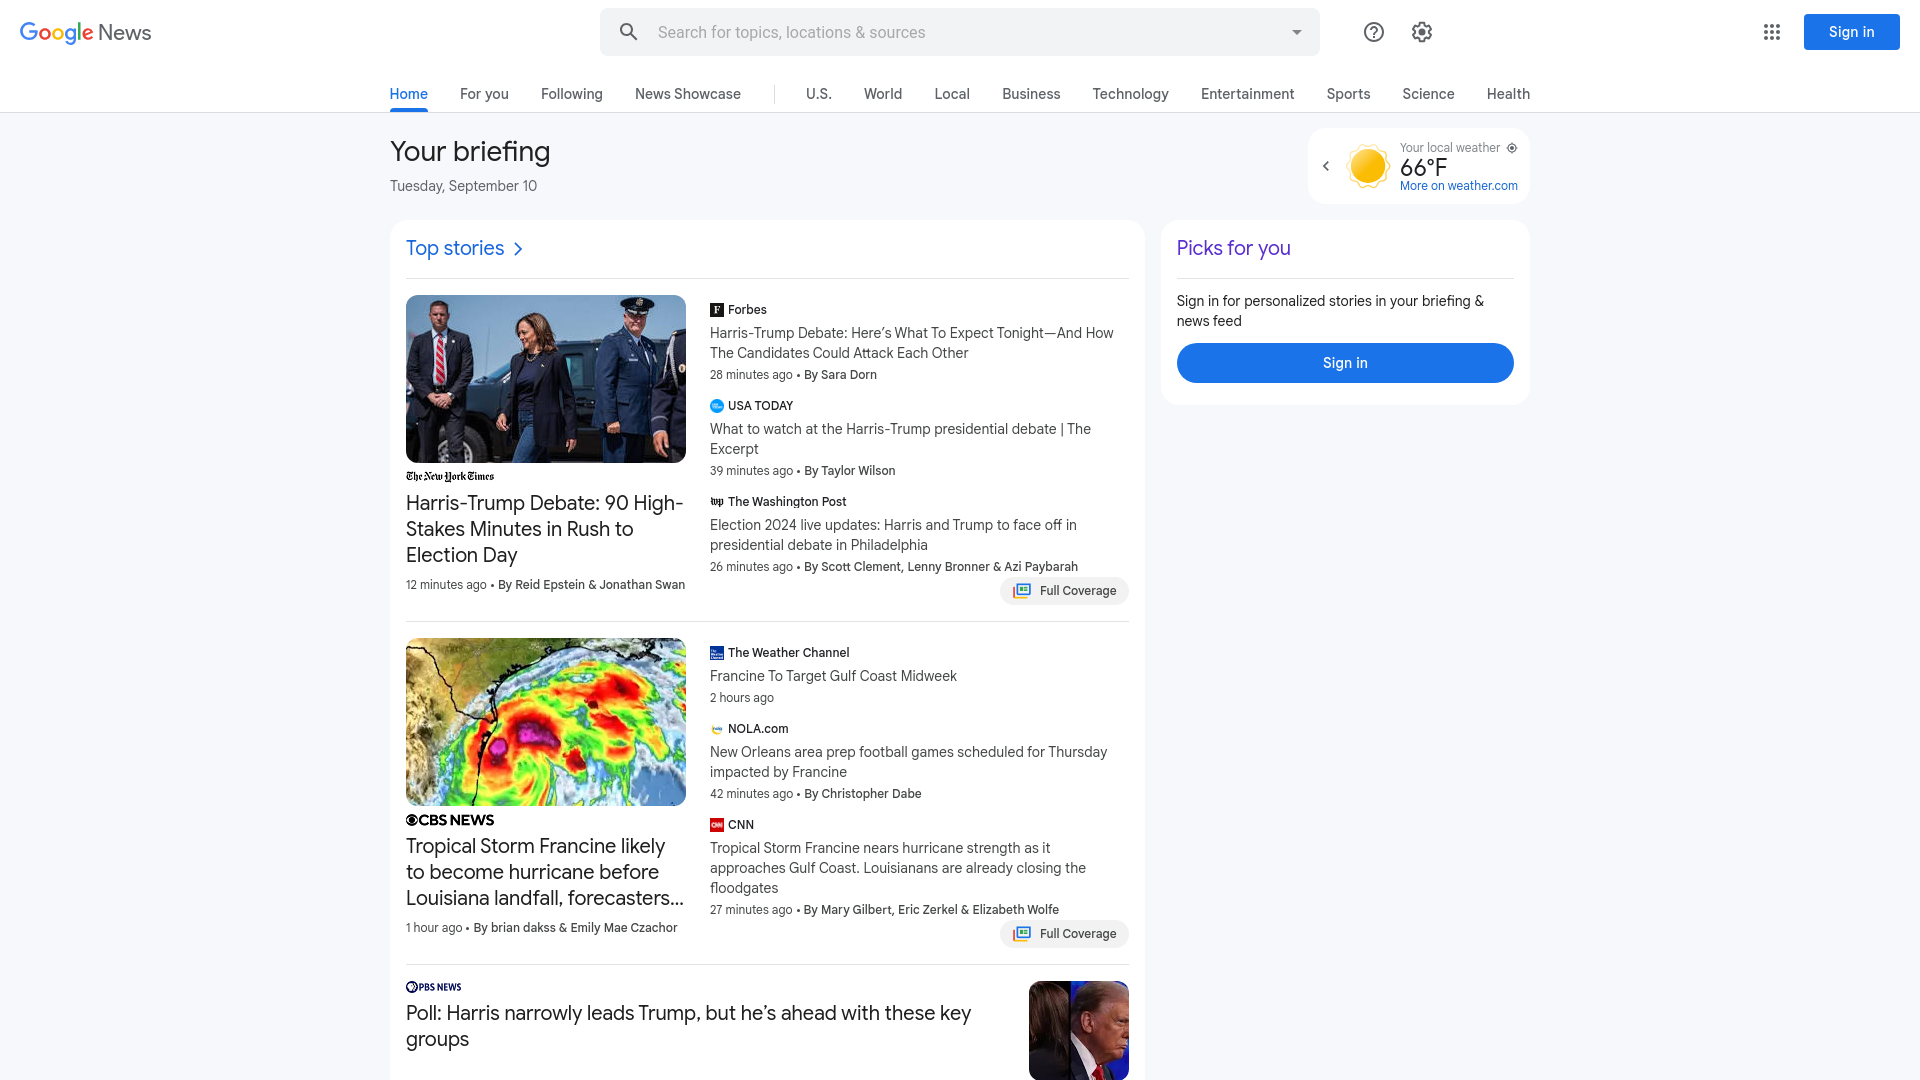 Google News
Search for topics, locations & sources
Sign in
Home
For you
Following
News Showcase
U.S.
World
Local
Business
Technology
Entertainment
Sports
Science
Health
Your briefing
Tuesday, September 10
Your local weather
66°F
More on weather.com
Top stories
The New York Times
Harris-Trump Debate: 90 High-
Stakes Minutes in Rush to
Election Day
12 minutes ago • By Reid Epstein & Jonathan Swan
Forbes
Harris-Trump Debate: Here’s What To Expect Tonight—And How
The Candidates Could Attack Each Other
28 minutes ago • By Sara Dorn
USA TODAY
What to watch at the Harris-Trump presidential debate | The
Excerpt
39 minutes ago • By Taylor Wilson
wp The Washington Post
Election 2024 live updates: Harris and Trump to face off in
presidential debate in Philadelphia
26 minutes ago • By Scott Clement, Lenny Bronner & Azi Paybarah
Full Coverage
CBS NEWS
Tropical Storm Francine likely
to become hurricane before
Louisiana landfall, forecasters...
1 hour ago • By brian dakss & Emily Mae Czachor
The Weather Channel
Francine To Target Gulf Coast Midweek
2 hours ago
NOLA.com
New Orleans area prep football games scheduled for Thursday
impacted by Francine
42 minutes ago • By Christopher Dabe
CNN
Tropical Storm Francine nears hurricane strength as it
approaches Gulf Coast. Louisianans are already closing the
floodgates
27 minutes ago • By Mary Gilbert, Eric Zerkel & Elizabeth Wolfe
Full Coverage
PBS NEWS
Poll: Harris narrowly leads Trump, but he’s ahead with these key
groups
Picks for you
Sign in for personalized stories in your briefing &
news feed
Sign in